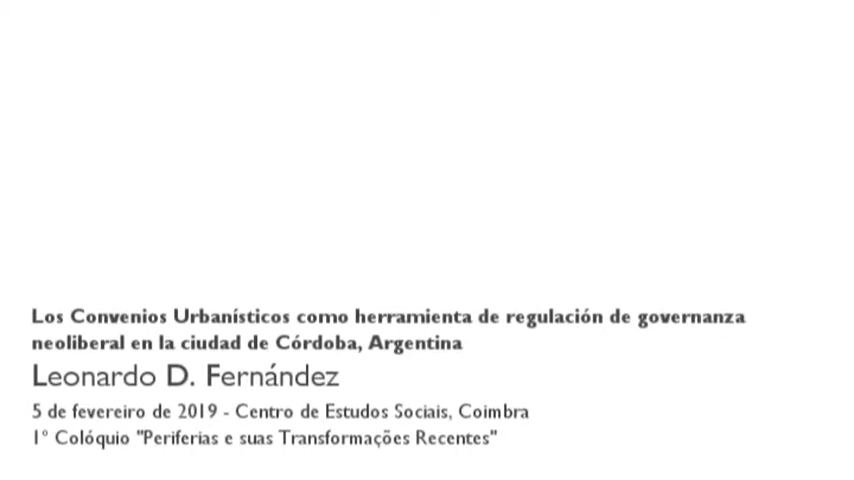 Los Convenios Urbanísticos como herramienta de regulación de governanza
neoliberal en la ciudad de Córdoba, Argentina
Leonardo D. Fernández
5 de fevereiro de 2019 - Centro de Estudos Sociais, Coimbra
1º Colóquio "Periferias e suas Transformações Recentes"